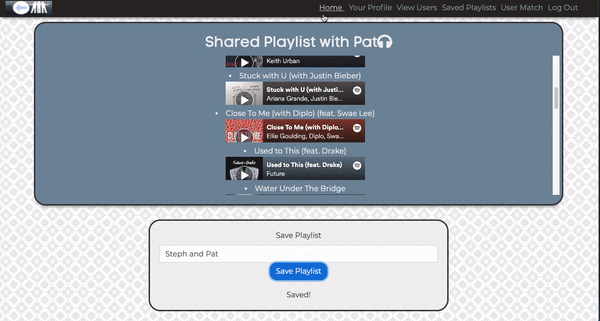 Home Your Profile View Users Saved Playlists User Match Log Out
Shared Playlist with Pat
Keith Urban
Stuck with U (with Justin Bieber)
Stuck with U (with Justi...
Ariana Grande, Justin Bie...
Close To Me (with Diplo) (feat. Swae Lee)
Close To Me (with Diplo...
Ellie Goulding, Diplo, Swa...
Used to This (feat. Drake)
Used to This (feat. Drake)
Future
Water Under The Bridge
Save Playlist
Steph and Pat
Save Playlist
Saved!